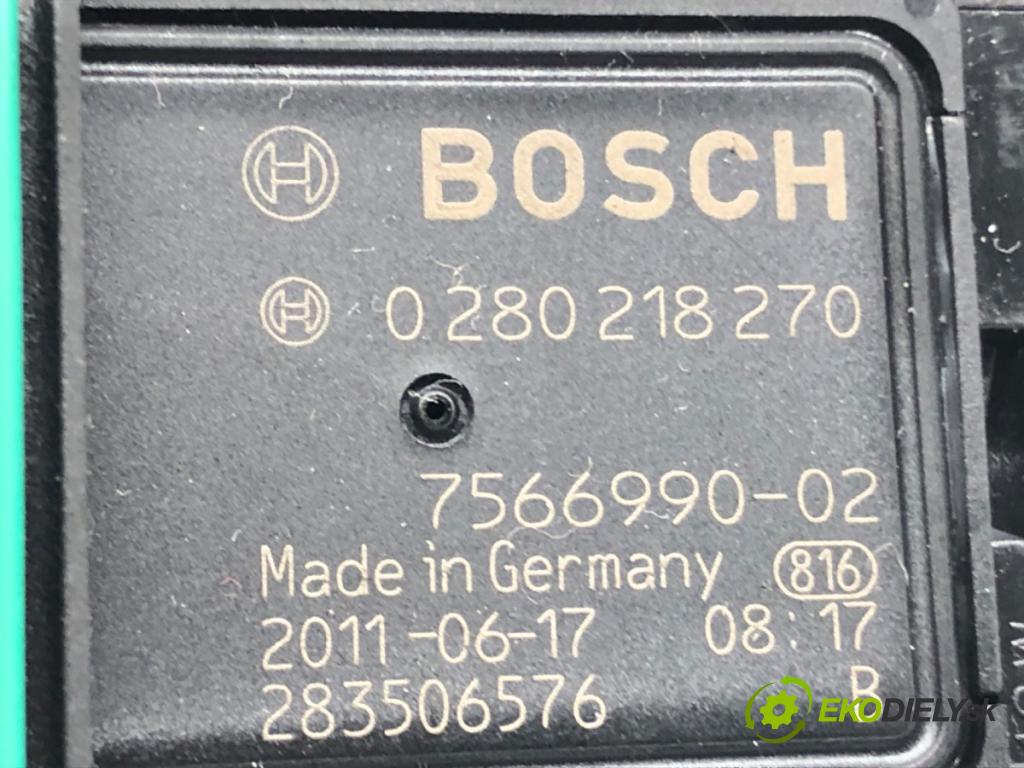 BOSCH
0 280 218 270
7566990-02
Made in Germany 816
2011-06-17 08:17
283506576 B
EKODIELY.SK